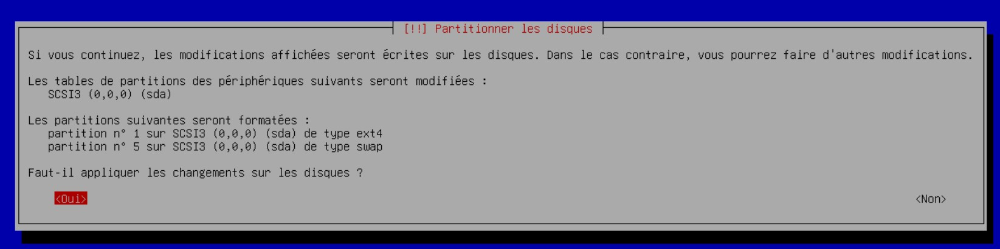 [!!] Partitionner les disques
Si vous continuez, les modifications affichées seront écrites sur les disques. Dans le cas contraire, vous pourrez faire d'autres modifications.
Les tables de partitions des périphériques suivants seront modifiées :
SCSI3 (0,0,0) (sda)
Les partitions suivantes seront formatées :
partition n° 1 sur SCSI3 (0,0,0) (sda) de type ext4
partition n° 5 sur SCSI3 (0,0,0) (sda) de type swap
Faut-il appliquer les changements sur les disques ?
<Oui> <Non>